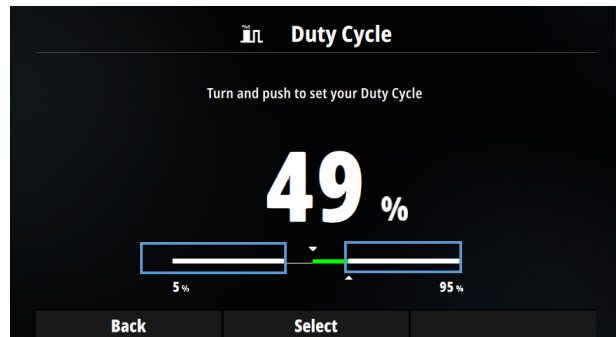 Duty Cycle
Turn and push to set your Duty Cycle
49 %
5 % 95 %
Back Select